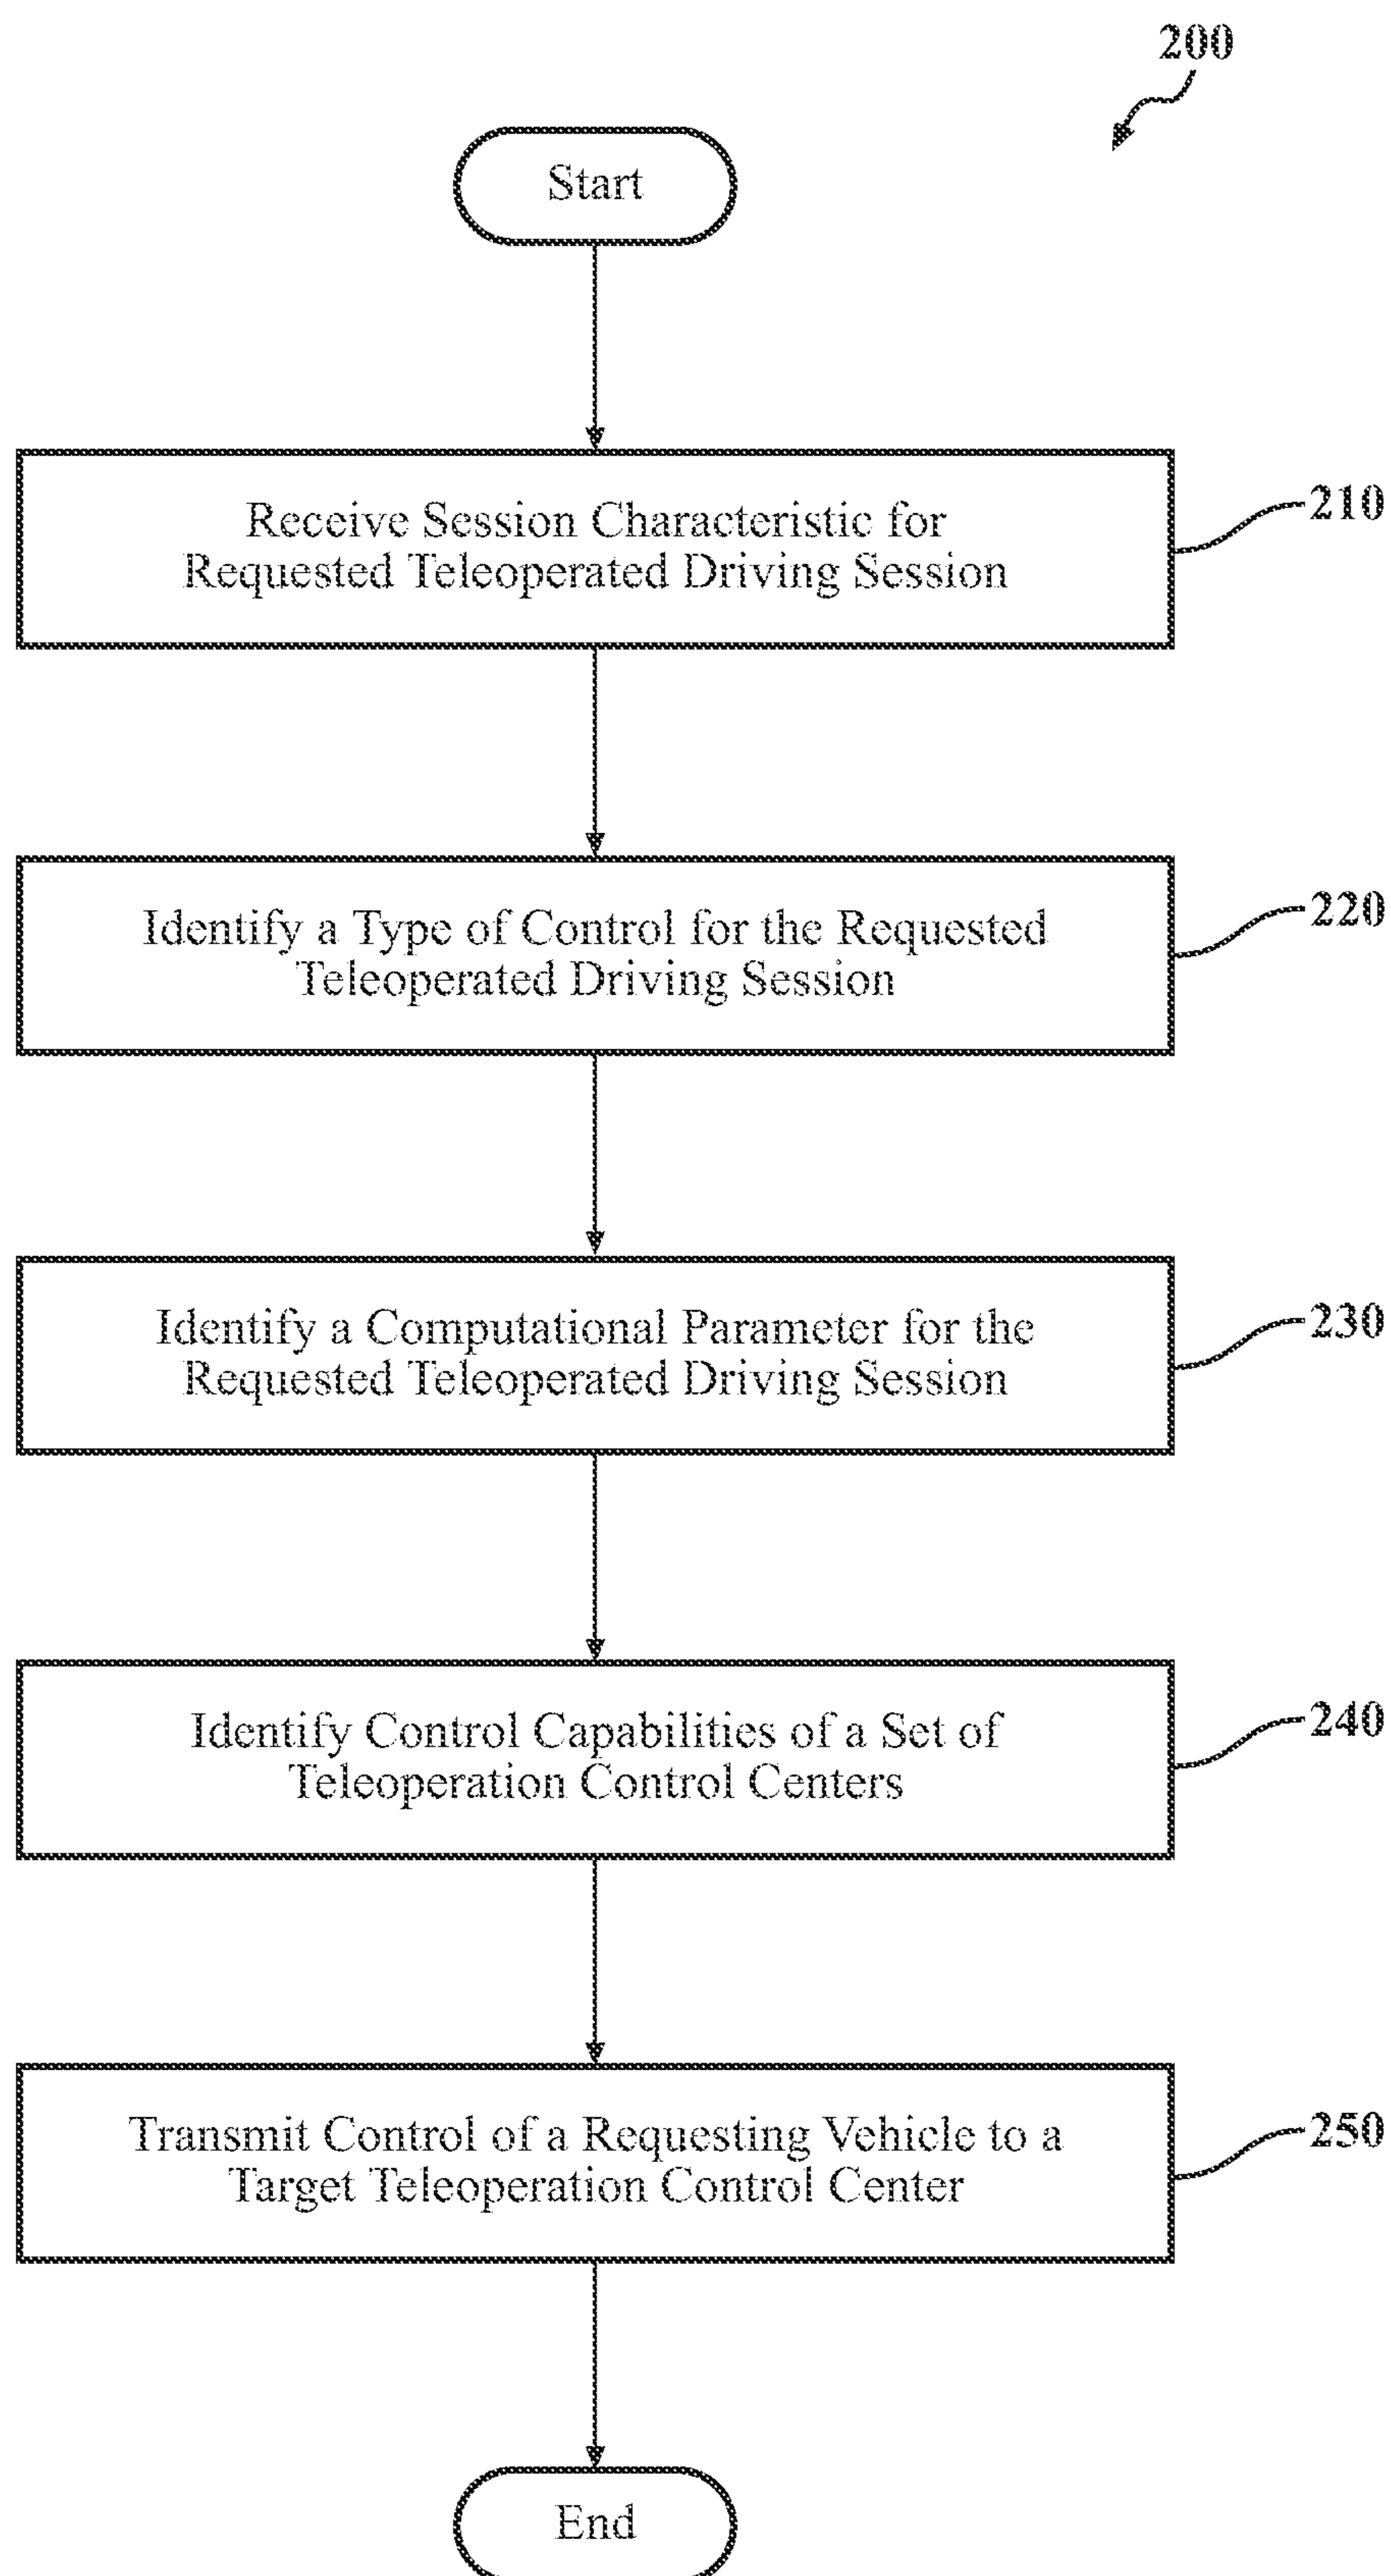 200
Start
Receive Session Characteristic for
Requested Teleoperated Driving Session
210
Identify a Type of Control for the Requested
Teleoperated Driving Session
220
Identify a Computational Parameter for the
Requested Teleoperated Driving Session
230
Identify Control Capabilities of a Set of
Teleoperation Control Centers
240
Transmit Control of a Requesting Vehicle to a
Target Teleoperation Control Center
250
End